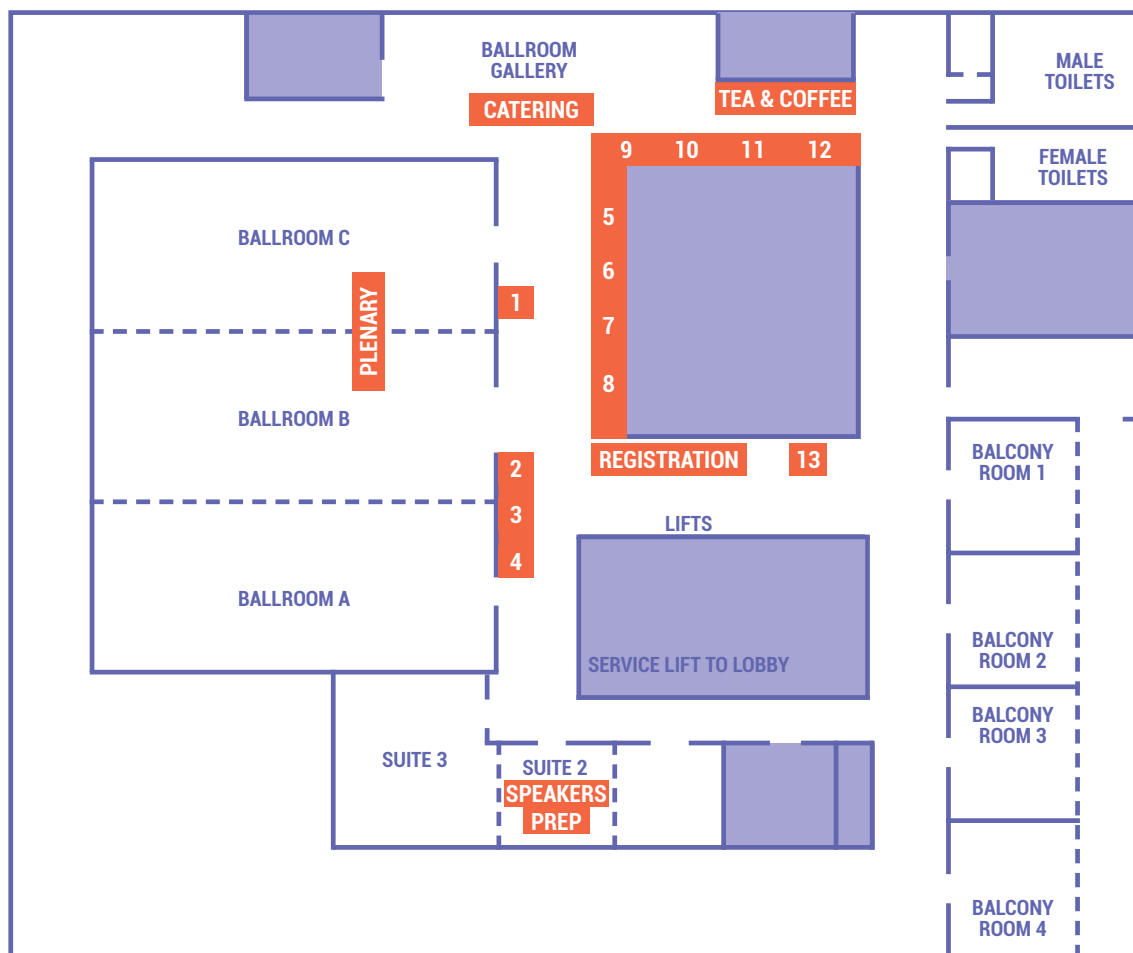 BALLROOM
GALLERY
CATERING
TEA & COFFEE
MALE
TOILETS
FEMALE
TOILETS
9 10 11 12
5
6
7
8
BALLROOM C
1
PLENARY
BALLROOM B
2
3
4
REGISTRATION
13
BALCONY
ROOM 1
LIFTS
BALLROOM A
SERVICE LIFT TO LOBBY
BALCONY
ROOM 2
BALCONY
ROOM 3
SUITE 3
SUITE 2
SPEAKERS
PREP
BALCONY
ROOM 4